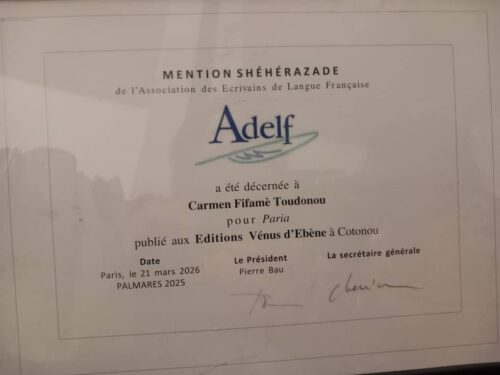 MENTION SHÉHÉRAZADE
de l'Association des Ecrivains de Langue Française
Adelf
a été décernée à
Carmen Fifamè Toudonou
pour Paria
publié aux Editions Vénus d'Ebène à Cotonou
Date
Paris, le 21 mars 2026
PALMARES 2025
Le Président
Pierre Bau
La secrétaire générale